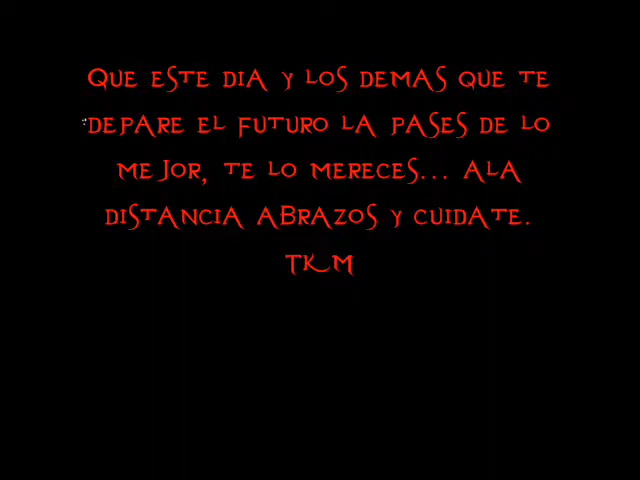 Que este dia y los demas que te
depare el futuro la pases de lo
mejor, te lo mereces... ala
distancia abrazos y cuidate.
TKM